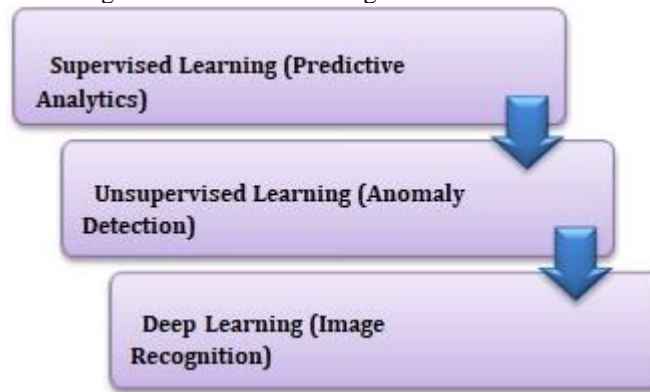 Supervised Learning (Predictive
Analytics)
Unsupervised Learning (Anomaly
Detection)
Deep Learning (Image
Recognition)